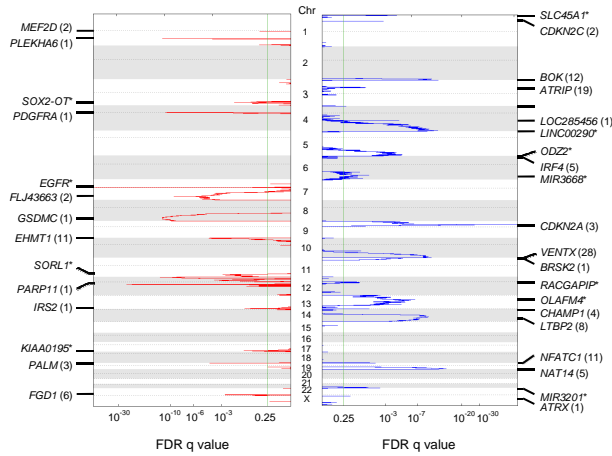 Chr
MEF2D (2)
PLEKHA6 (1)
SOX2-OT*
PDGFRA (1)
EGFR*
FLJ43663 (2)
GSDMC (1)
EHMT1 (11)
SORL1*
PARP11 (1)
IRS2 (1)
KIAA0195*
PALM (3)
FGD1 (6)
1
2
3
4
5
6
7
8
9
10
11
12
13
14
15
16
17
18
19
20
21
22
X
SLC45A1*
CDKN2C (2)
BOK (12)
ATRIP (19)
LOC285456 (1)
LINC00290*
ODZ2*
IRF4 (5)
MIR3668*
CDKN2A (3)
VENTX (28)
BRSK2 (1)
RACGAPIP*
OLAFM4*
CHAMP1 (4)
LTBP2 (8)
NFATC1 (11)
NAT14 (5)
MIR3201*
ATRX (1)
10-30 10-10 10-6 10-3 0.25
0.25 10-3 10-7 10-20 10-30
FDR q value
FDR q value